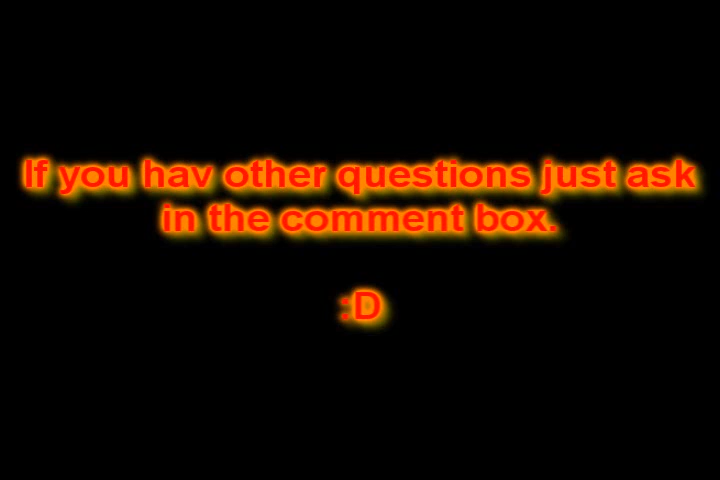 If you hav other questions just ask
in the comment box.
:D